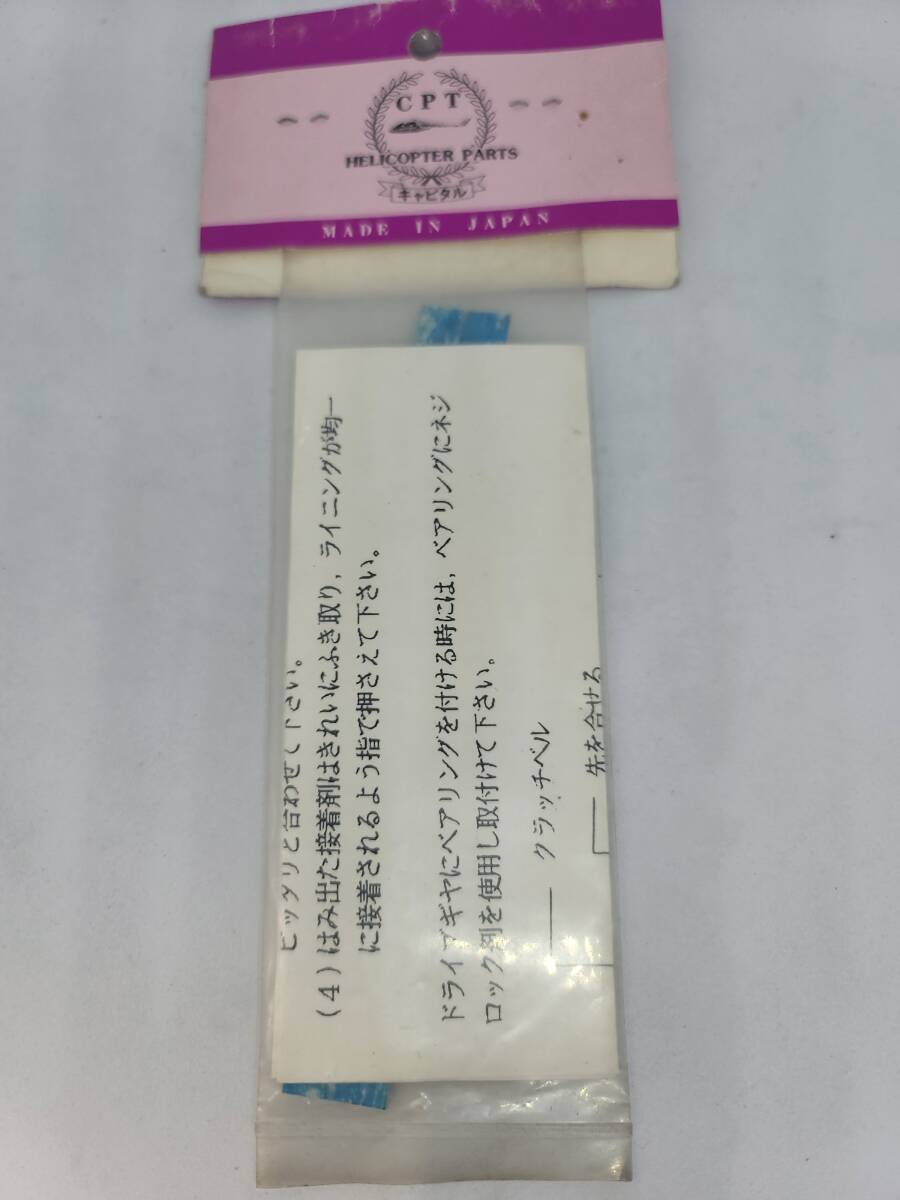 CPT
HELICOPTER PARTS
キャピタル
MADE IN JAPAN
ピッタリと合わせて下さい。
(4)はみ出た接着剤はきれいにふき取り,ライニングが均一
に接着されるよう指で押さえて下さい。
ドライブギヤにベアリングを付ける時には,ベアリングにネジ
ロック剤を使用し取付けて下さい。
クラッチベル
先を合せる